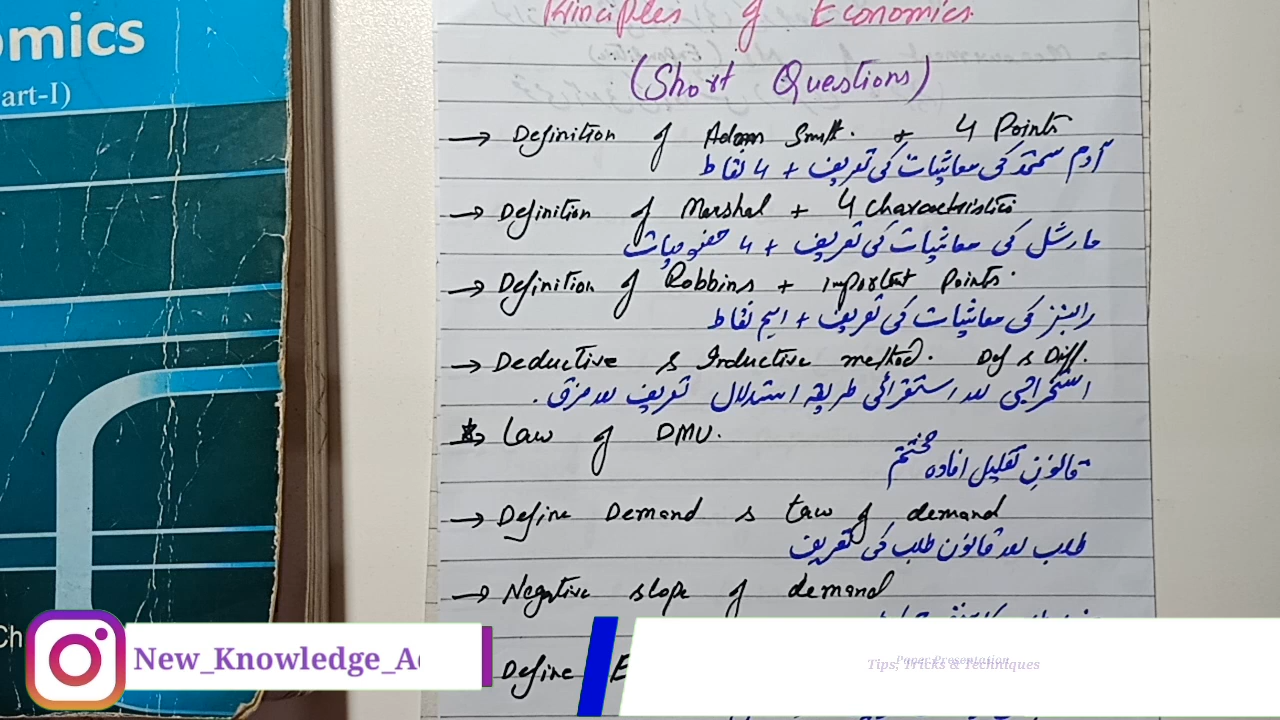 omics
art-I)
Ch
Principles of Economics
(Short Questions)
→ Definition of Adam Smith. + 4 Points
آدم سمتھ کی معاشیات کی تعریف + 4 نقاط
→ Definition of Marshal + 4 characteristics
مارشل کی معاشیات کی تعریف + 4 خصوصیات
→ Definition of Robbins + important points.
رابنز کی معاشیات کی تعریف + اہم نقاط
→ Deductive & Inductive method. Def & Diff.
استخراجی اور استقرائی طریقہ استدلال تعریف اور فرق.
→ Law of DMU.
قانونِ تقلیل افادہ مختتم
→ Define Demand & Law of demand
طلب اور قانون طلب کی تعریف
→ Negative slope of demand
Define E
New_Knowledge_A
Paper Presentation
Tips, Tricks & Techniques